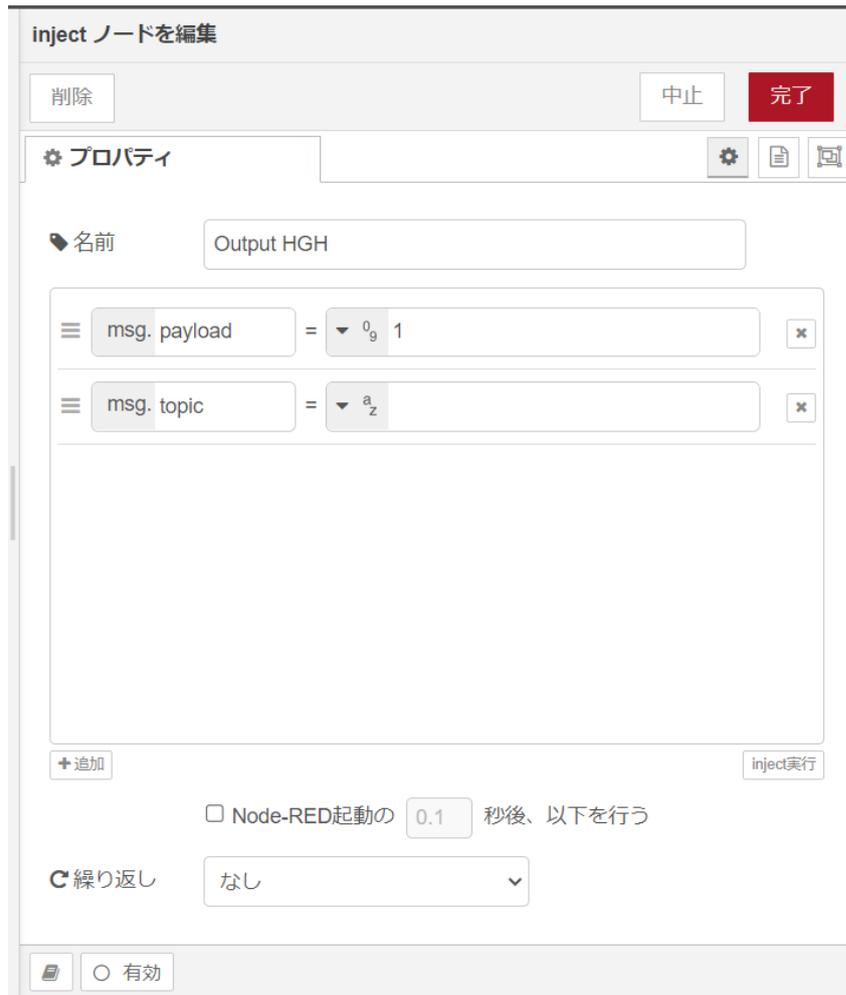 inject ノードを編集
削除
中止
完了
プロパティ
名前
Output HGH
msg. payload = 0 9 1
msg. topic = a z
追加
inject実行
Node-RED起動の 0.1 秒後、以下を行う
繰り返し
なし
有効